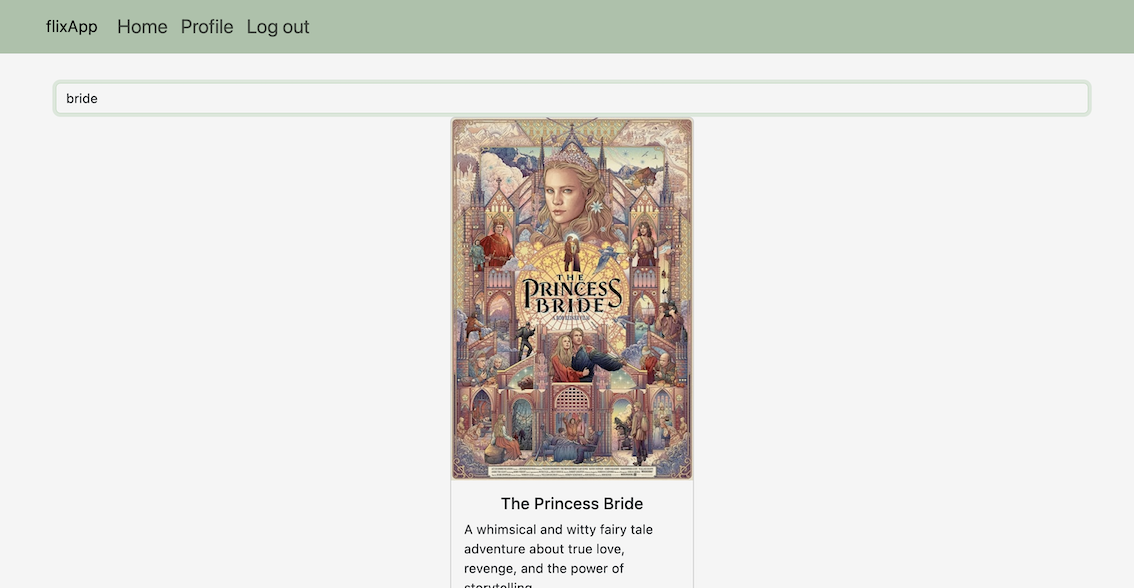 flixApp Home Profile Log out
bride
THE
PRINCESS
BRIDE
The Princess Bride
A whimsical and witty fairy tale
adventure about true love,
revenge, and the power of
storytelling